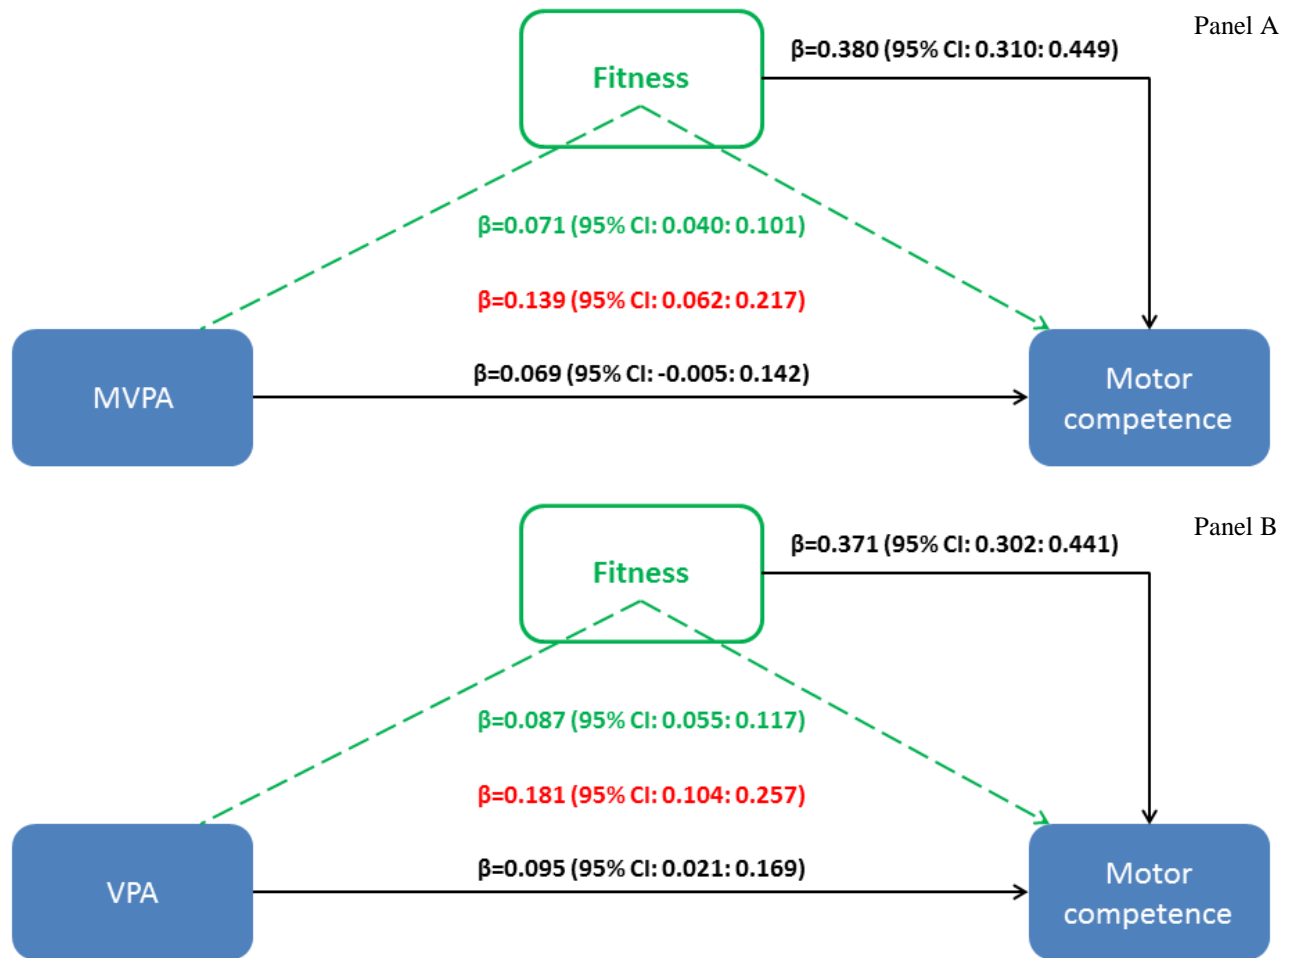 Panel A
β=0.380 (95% CI: 0.310: 0.449)
Fitness
β=0.071 (95% CI: 0.040: 0.101)
β=0.139 (95% CI: 0.062: 0.217)
β=0.069 (95% CI: -0.005: 0.142)
MVPA
Motor
competence
Panel B
β=0.371 (95% CI: 0.302: 0.441)
Fitness
β=0.087 (95% CI: 0.055: 0.117)
β=0.181 (95% CI: 0.104: 0.257)
β=0.095 (95% CI: 0.021: 0.169)
VPA
Motor
competence